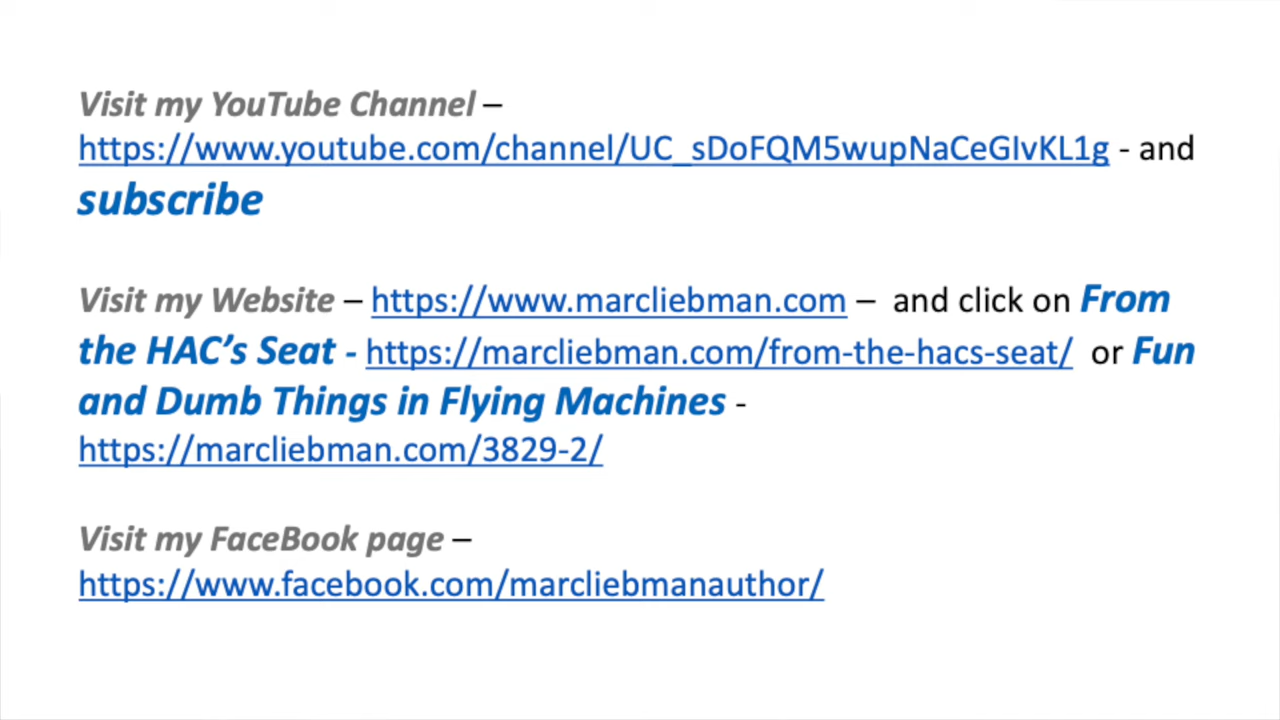 Visit my YouTube Channel –
https://www.youtube.com/channel/UC_sDoFQM5wupNaCeGIvKL1g - and
subscribe
Visit my Website – https://www.marcliebman.com – and click on From
the HAC’s Seat - https://marcliebman.com/from-the-hacs-seat/ or Fun
and Dumb Things in Flying Machines -
https://marcliebman.com/3829-2/
Visit my FaceBook page –
https://www.facebook.com/marcliebmanauthor/